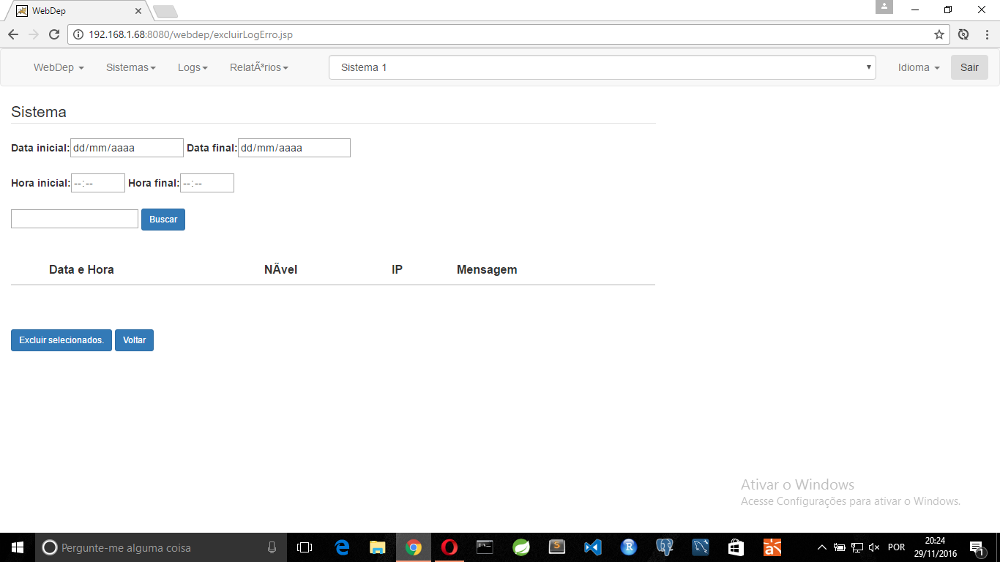 WebDep
192.168.1.68:8080/webdep/excluirLogErro.jsp
WebDep Sistemas Logs RelatÃ³rios Sistema 1 Idioma Sair
Sistema
Data inicial: dd/mm/aaaa Data final: dd/mm/aaaa
Hora inicial: --:-- Hora final: --:--
Buscar
Data e Hora NÃvel IP Mensagem
Excluir selecionados. Voltar
Ativar o Windows
Acesse Configurações para ativar o Windows.
Pergunte-me alguma coisa
POR
20:24
29/11/2016
1